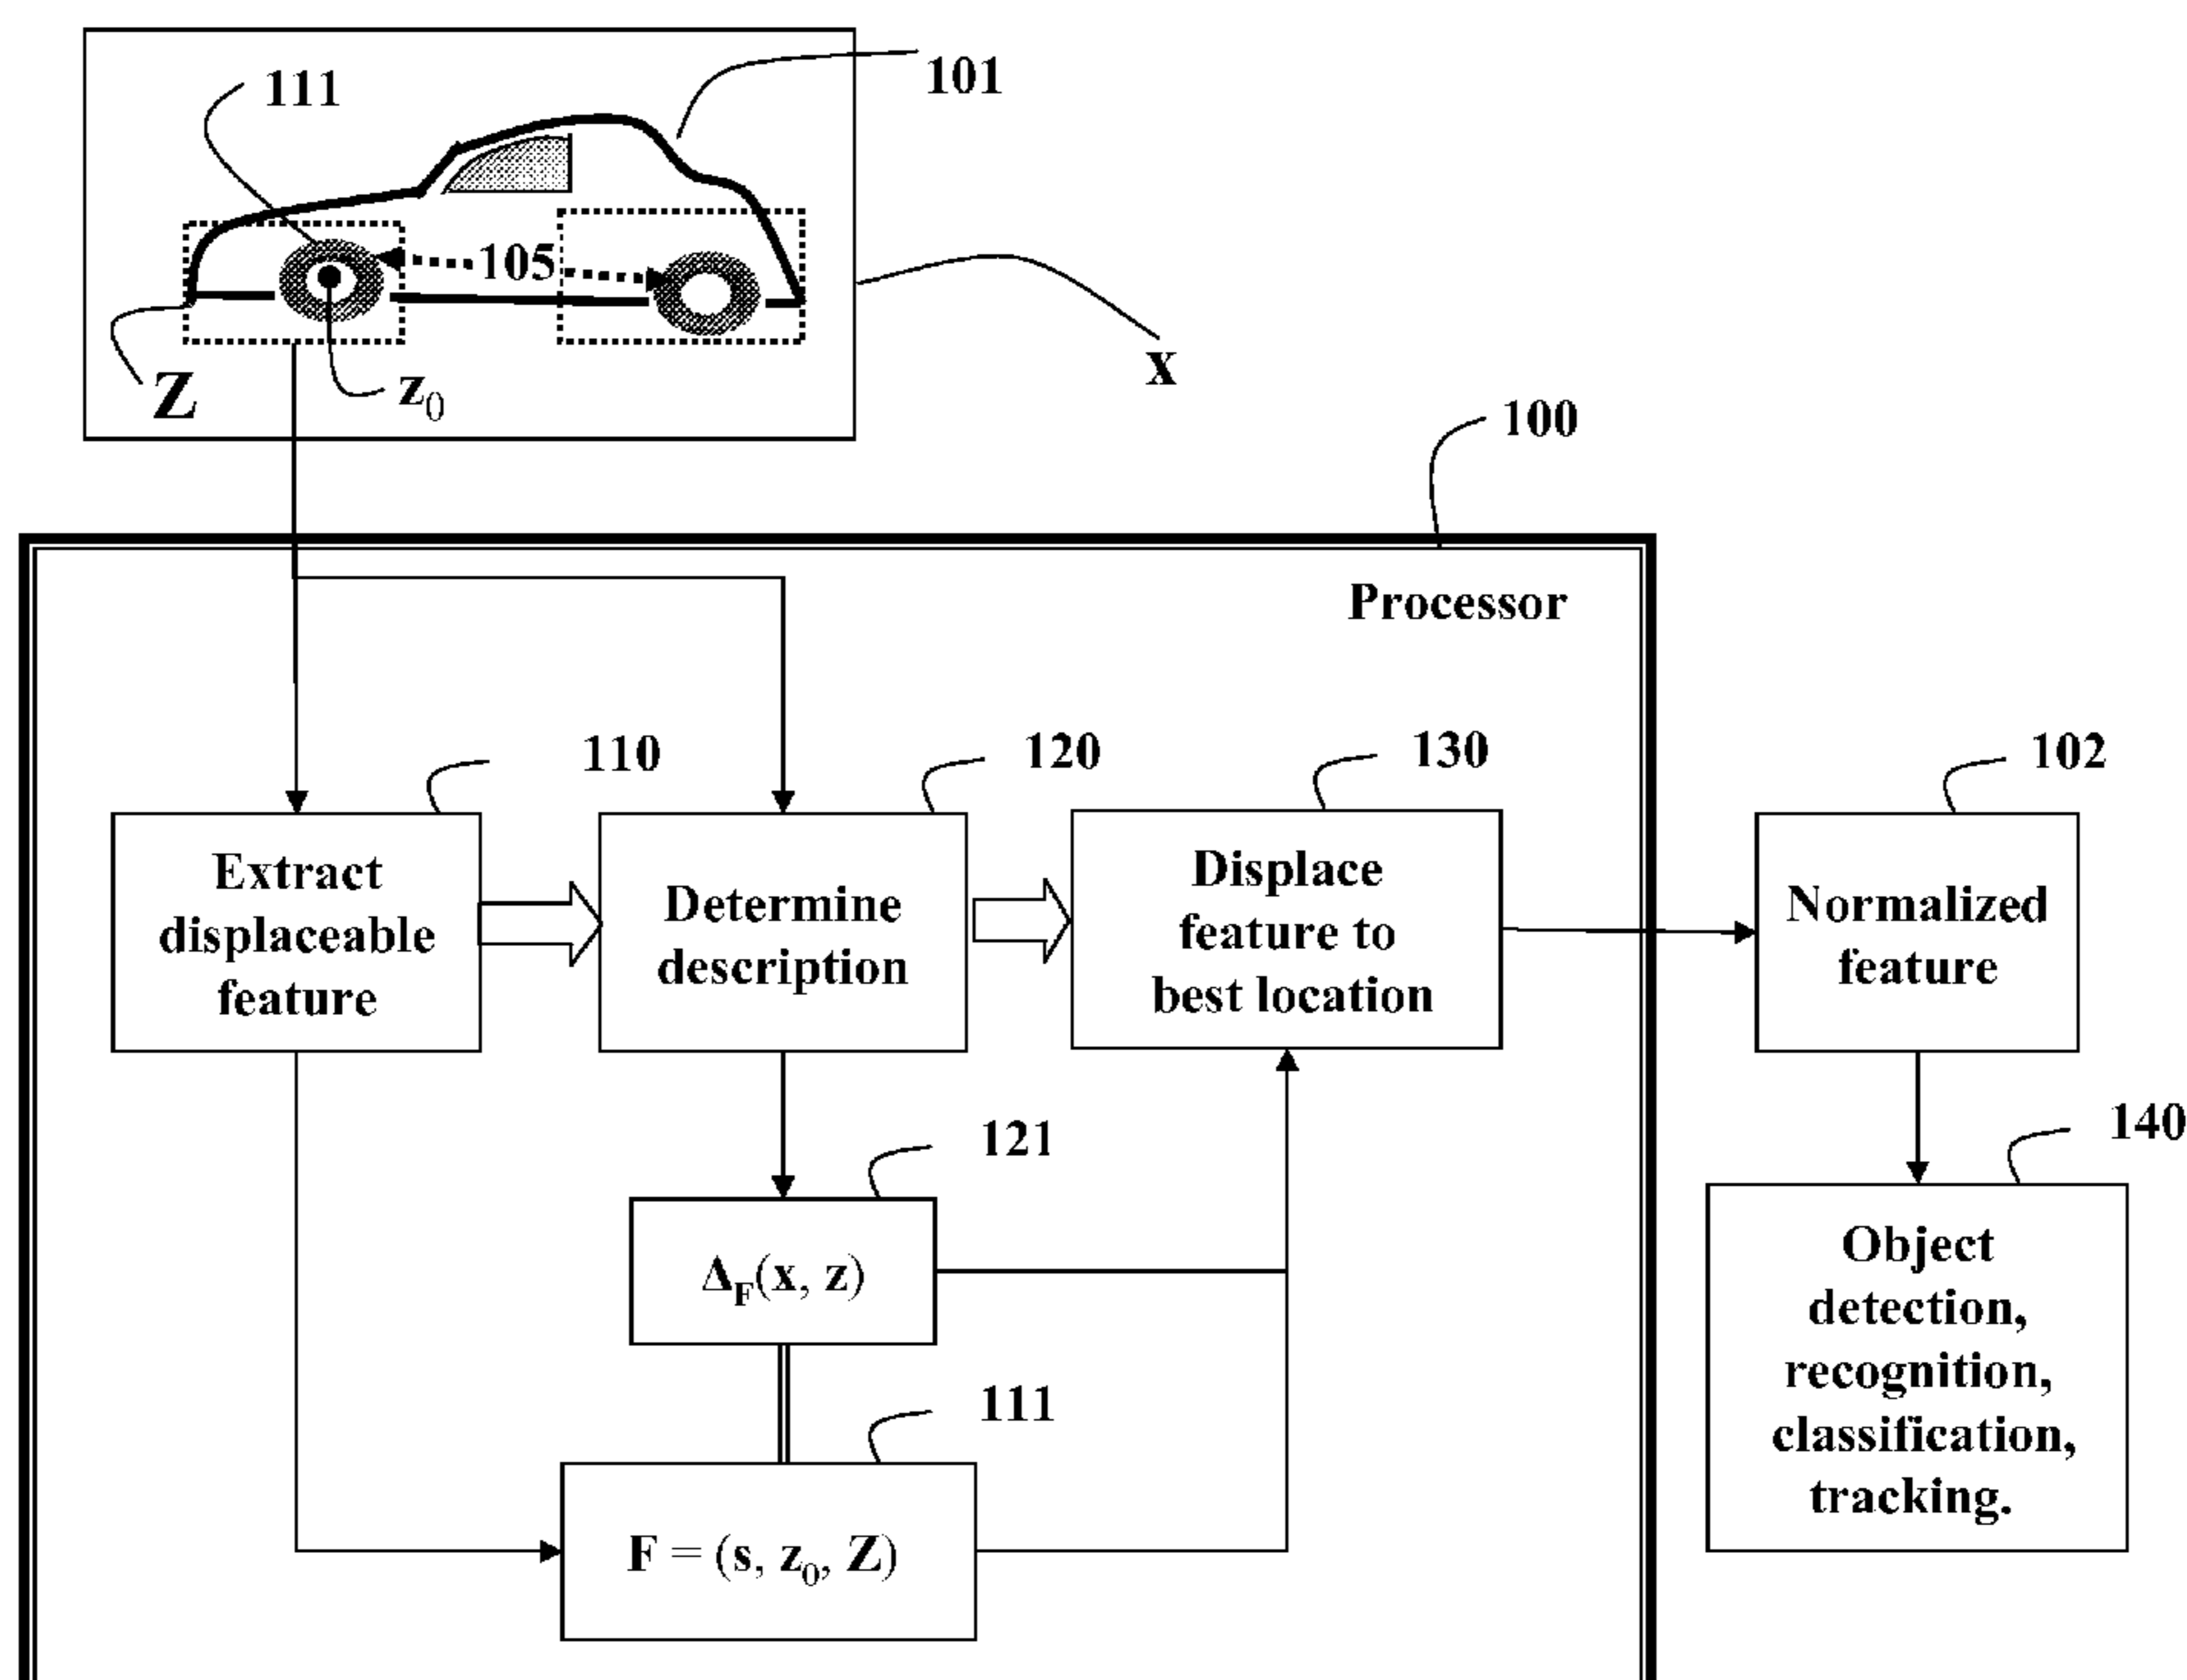 111
101
105
x
Z
z₀
100
Processor
110
120
130
102
Extract
displaceable
feature
Determine
description
Displace
feature to
best location
Normalized
feature
121
140
Δ_F(x, z)
Object
detection,
recognition,
classification,
tracking.
111
F = (s, z₀, Z)